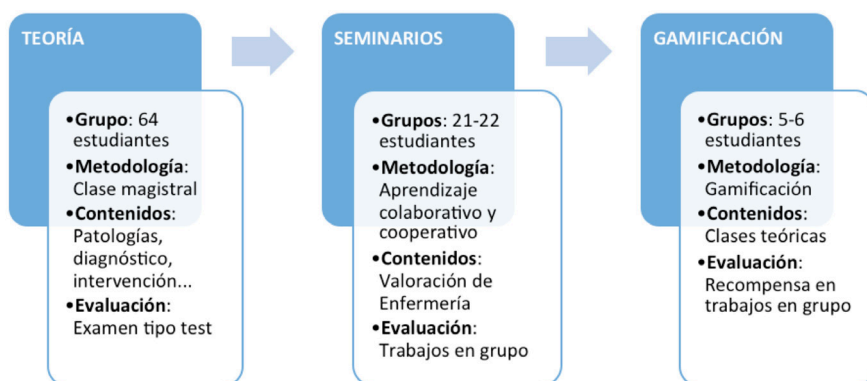 TEORÍA
•Grupo: 64
estudiantes
•Metodología:
Clase magistral
•Contenidos:
Patologías,
diagnóstico,
intervención...
•Evaluación:
Examen tipo test
SEMINARIOS
•Grupos: 21-22
estudiantes
•Metodología:
Aprendizaje
colaborativo y
cooperativo
•Contenidos:
Valoración de
Enfermería
•Evaluación:
Trabajos en grupo
GAMIFICACIÓN
•Grupos: 5-6
estudiantes
•Metodología:
Gamificación
•Contenidos:
Clases teóricas
•Evaluación:
Recompensa en
trabajos en grupo